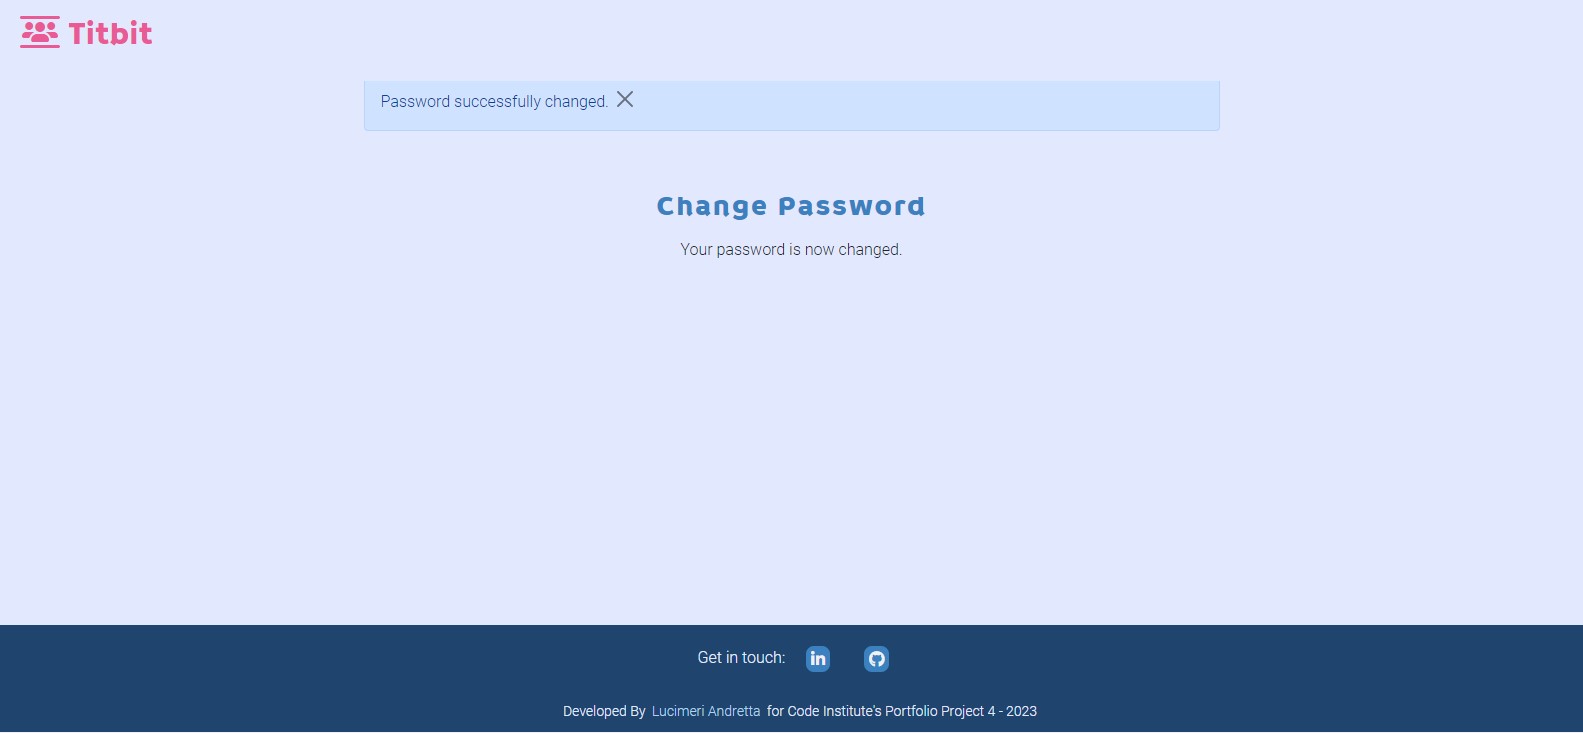 Titbit
Password successfully changed.
Change Password
Your password is now changed.
Get in touch: in
Developed By Lucimeri Andretta for Code Institute's Portfolio Project 4 - 2023